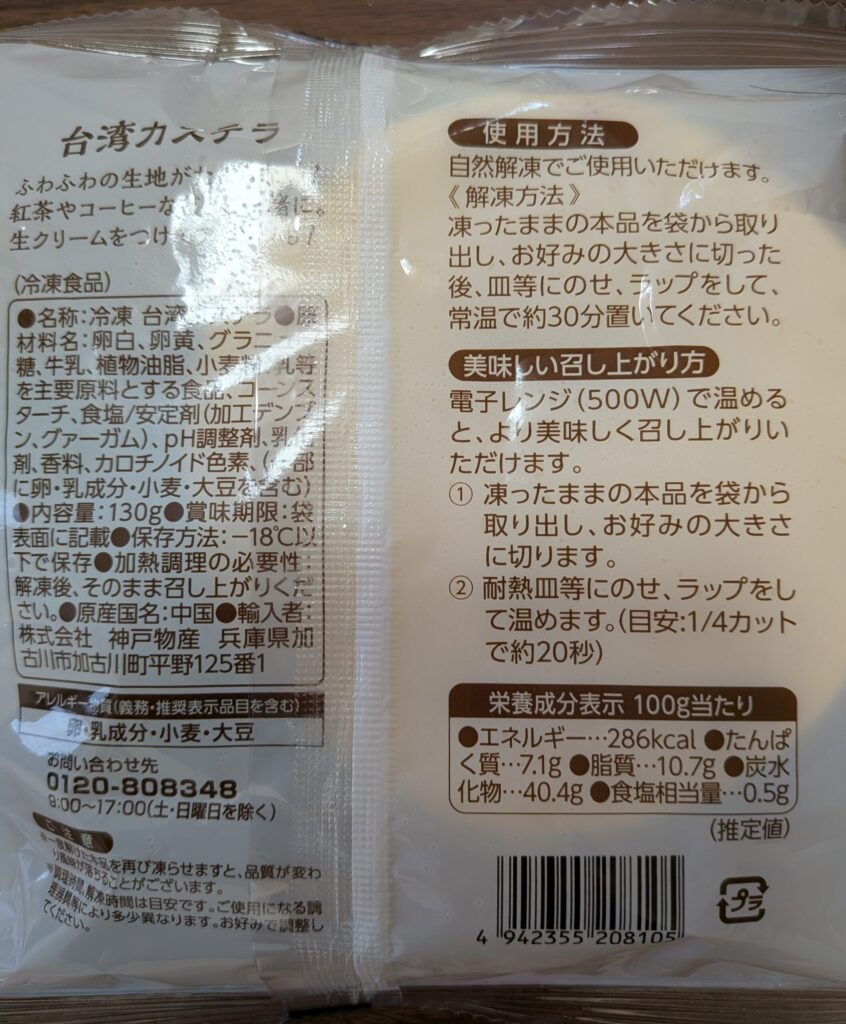 台湾カステラ
ふわふわの生地が
紅茶やコーヒーな 緒に。
生クリームをつけ
(冷凍食品)
●名称:冷凍 台湾 ステラ●原
材料名:卵白、卵黄、グラニ
糖、牛乳、植物油脂、小麦粉、乳等
を主要原料とする食品、コーンス
ターチ、食塩/安定剤(加工デンプ
ン、グァーガム)、pH調整剤、乳化
剤、香料、カロチノイド色素、(一部
に卵・乳成分・小麦・大豆を含む)
●内容量:130g●賞味期限:袋
表面に記載●保存方法:−18℃以
下で保存●加熱調理の必要性:
解凍後、そのまま召し上がりくだ
さい。●原産国名:中国●輸入者:
株式会社 神戸物産 兵庫県加
古川市加古川町平野125番1
アレルギー物質(義務・推奨表示品目を含む)
卵・乳成分・小麦・大豆
お問い合わせ先
0120-808348
9:00〜17:00(土・日曜日を除く)
ご注意
※一度解けた本品を再び凍らせますと、品質が変わ
り風味が落ちることがございます。
※調理時間、解凍時間は目安です。ご使用になる調
理器具等により多少異なります。お好みで調整し
てください。
使用方法
自然解凍でご使用いただけます。
《解凍方法》
凍ったままの本品を袋から取り
出し、お好みの大きさに切った
後、皿等にのせ、ラップをして、
常温で約30分置いてください。
美味しい召し上がり方
電子レンジ(500W)で温める
と、より美味しく召し上がりい
ただけます。
① 凍ったままの本品を袋から
取り出し、お好みの大きさ
に切ります。
② 耐熱皿等にのせ、ラップをし
て温めます。(目安:1/4カット
で約20秒)
栄養成分表示 100g当たり
●エネルギー…286kcal ●たんぱ
く質…7.1g ●脂質…10.7g ●炭水
化物…40.4g ●食塩相当量…0.5g
(推定値)
4 942355 208105
プラ